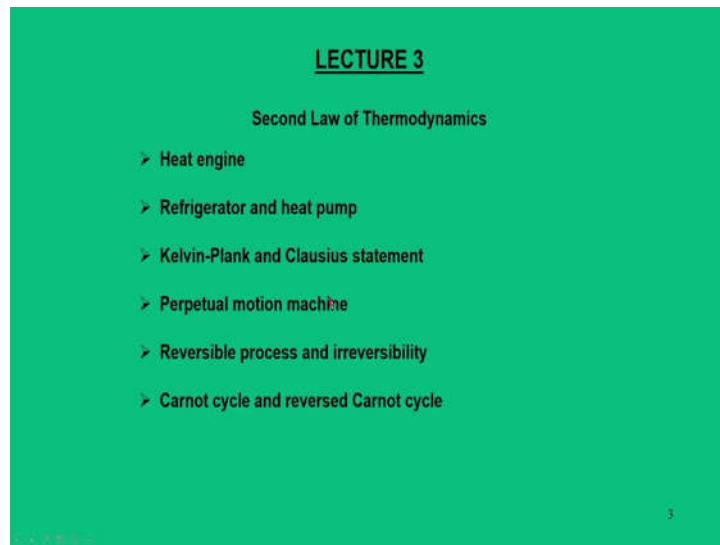 LECTURE 3
Second Law of Thermodynamics
➢ Heat engine
➢ Refrigerator and heat pump
➢ Kelvin-Plank and Clausius statement
➢ Perpetual motion machine
➢ Reversible process and irreversibility
➢ Carnot cycle and reversed Carnot cycle
3